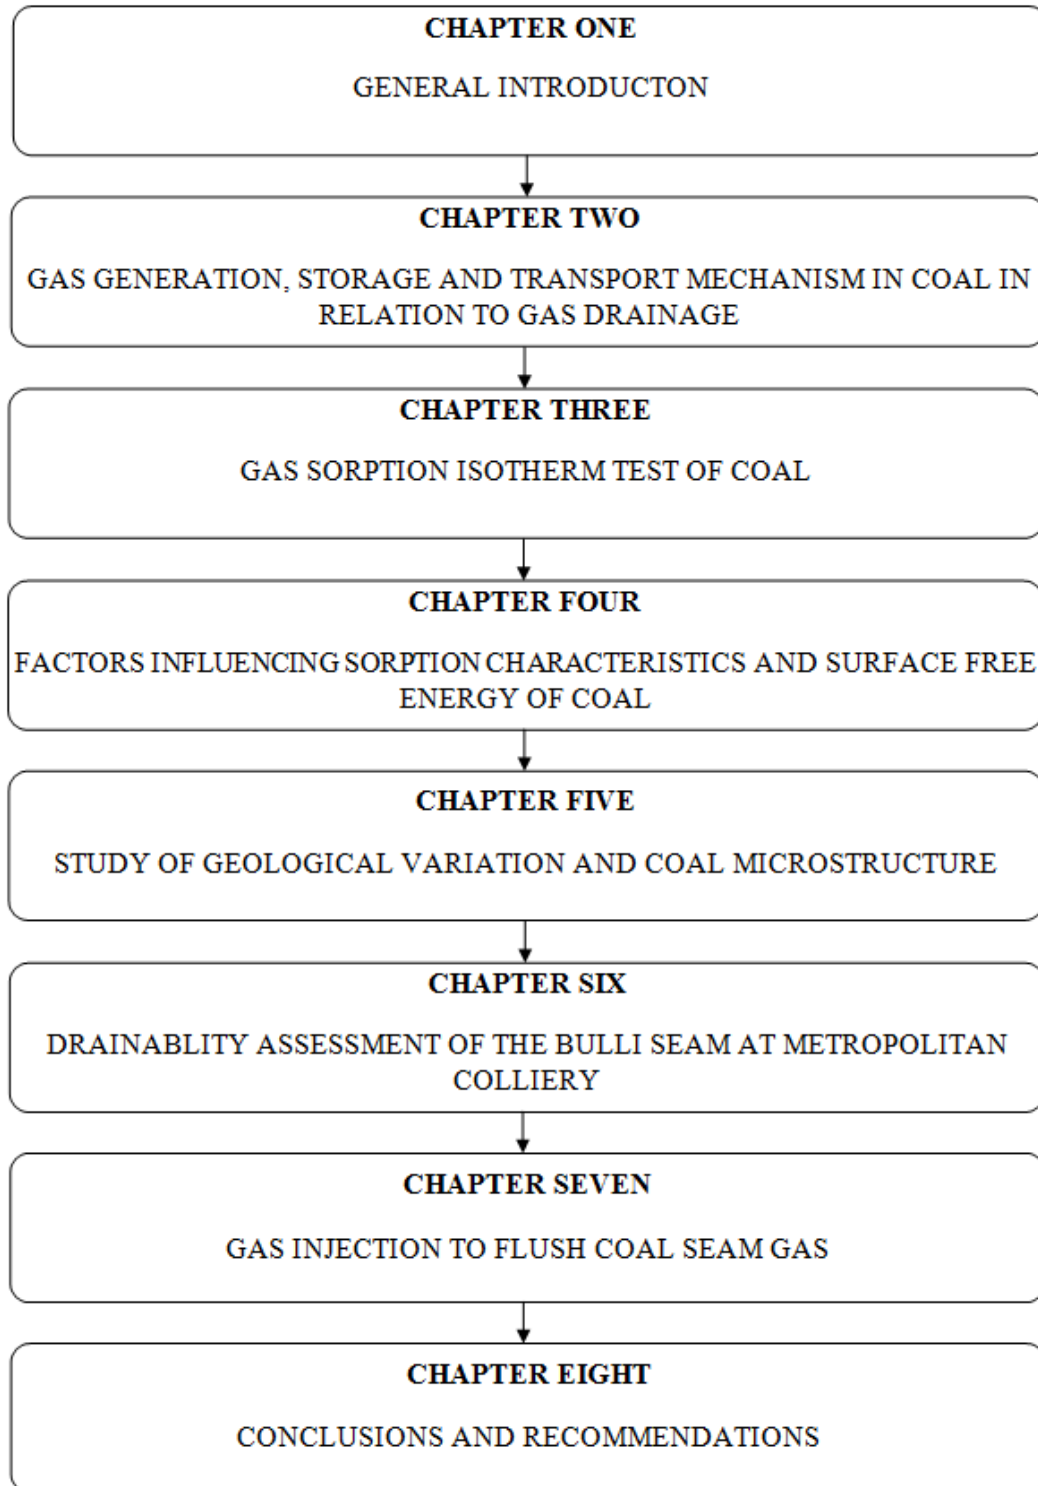 CHAPTER ONE
GENERAL INTRODUCTON
CHAPTER TWO
GAS GENERATION, STORAGE AND TRANSPORT MECHANISM IN COAL IN
RELATION TO GAS DRAINAGE
CHAPTER THREE
GAS SORPTION ISOTHERM TEST OF COAL
CHAPTER FOUR
FACTORS INFLUENCING SORPTION CHARACTERISTICS AND SURFACE FREE
ENERGY OF COAL
CHAPTER FIVE
STUDY OF GEOLOGICAL VARIATION AND COAL MICROSTRUCTURE
CHAPTER SIX
DRAINABLITY ASSESSMENT OF THE BULLI SEAM AT METROPOLITAN
COLLIERY
CHAPTER SEVEN
GAS INJECTION TO FLUSH COAL SEAM GAS
CHAPTER EIGHT
CONCLUSIONS AND RECOMMENDATIONS